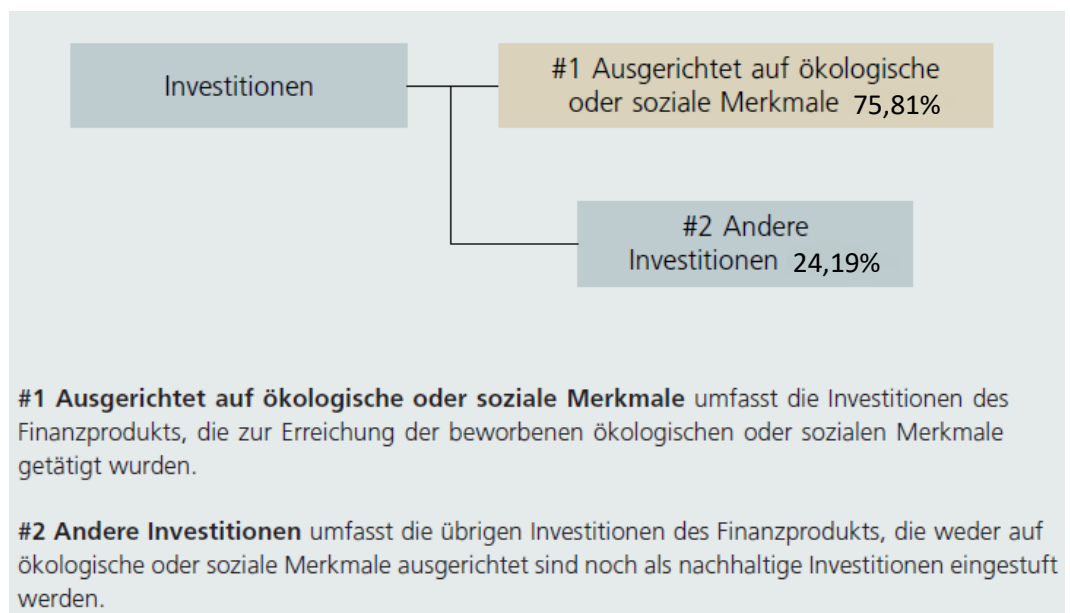 Investitionen
#1 Ausgerichtet auf ökologische
oder soziale Merkmale 75,81%
#2 Andere
Investitionen 24,19%
#1 Ausgerichtet auf ökologische oder soziale Merkmale umfasst die Investitionen des
Finanzprodukts, die zur Erreichung der beworbenen ökologischen oder sozialen Merkmale
getätigt wurden.
#2 Andere Investitionen umfasst die übrigen Investitionen des Finanzprodukts, die weder auf
ökologische oder soziale Merkmale ausgerichtet sind noch als nachhaltige Investitionen eingestuft
werden.